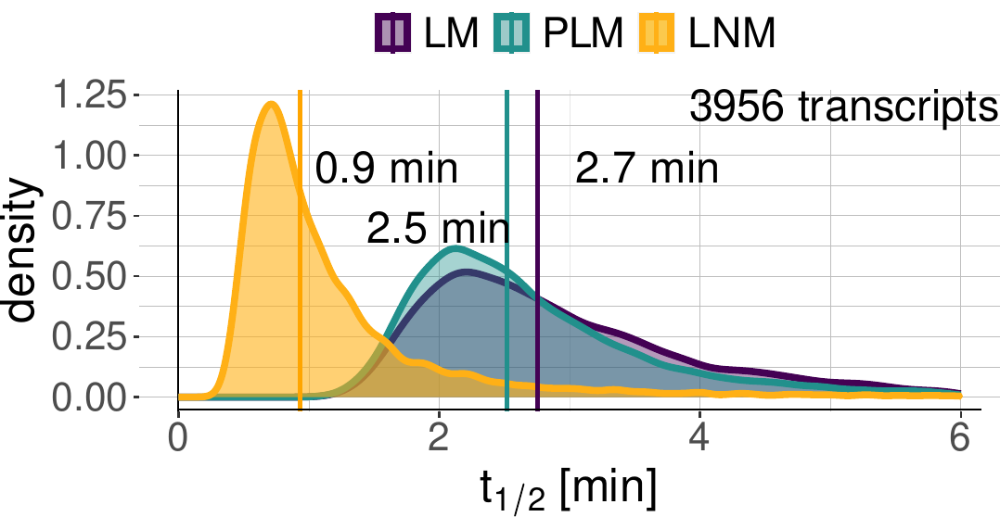 LM PLM LNM
1.25
3956 transcripts
1.00
0.9 min
2.7 min
0.75
2.5 min
0.50
0.25
0.00
density
0 2 4 6
t1/2 [min]